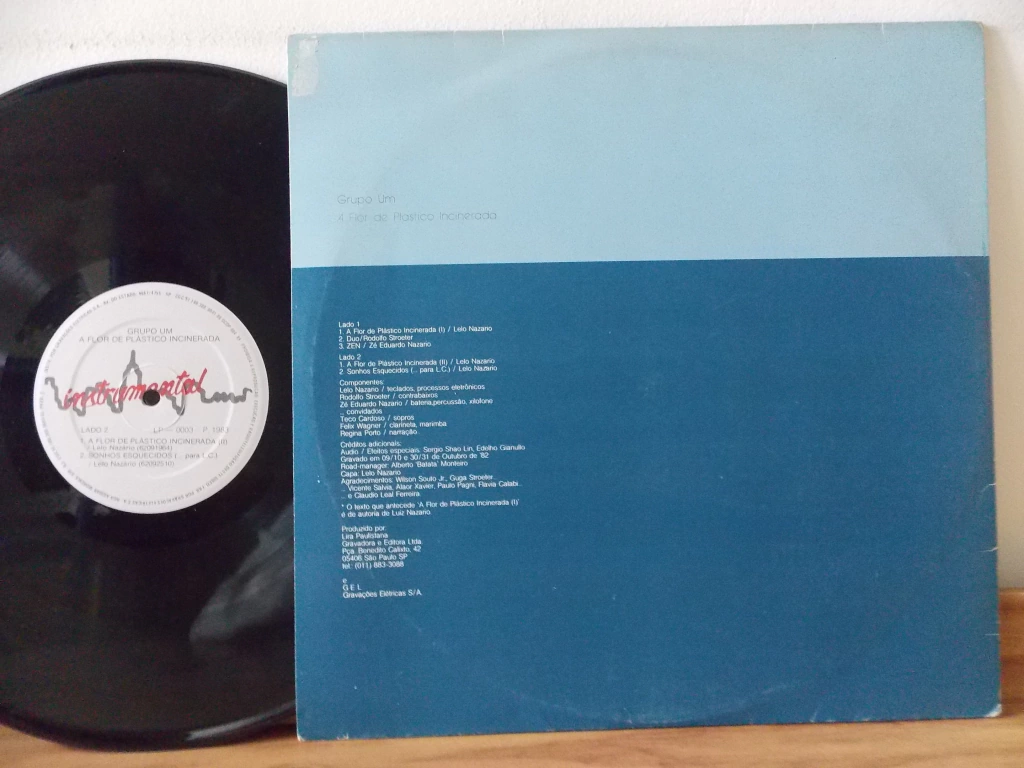 GRUPO UM
A FLOR DE PLÁSTICO INCINERADA
instrumental
LADO 2 LP - 0003 P. 1983
1. A FLOR DE PLÁSTICO INCINERADA (II)
/ Lelo Nazario
2. SONHOS ESQUECIDOS (... para L.C.)
/ Lelo Nazario
Grupo Um
A Flor de Plástico Incinerada
Lado 1
1. A Flor de Plástico Incinerada (I) / Lelo Nazario
2. Duo/Rodolfo Stroeter
3. ZEN / Zé Eduardo Nazario
Lado 2
1. A Flor de Plástico Incinerada (II) / Lelo Nazario
2. Sonhos Esquecidos (... para L.C.) / Lelo Nazario
Componentes:
Lelo Nazario / teclados, processos eletrônicos
Rodolfo Stroeter / contrabaixos
Zé Eduardo Nazario / bateria,percussão, xilofone
... convidados
Teco Cardoso / sopros
Felix Wagner / clarineta, marimba
Regina Porto / narração
Créditos adicionais:
Áudio / Efeitos especiais: Sergio Shao Lin, Edelho Gianullo
Gravado em 09/10 e 30/31 de Outubro de '82
Road-manager: Alberto 'Batata' Monteiro
Capa: Lelo Nazario
Agradecimentos: Wilson Souto Jr., Guga Stroeter
... Vicente Salvia, Alaor Xavier, Paulo Pagni, Flavia Calabi...
... e Claudio Leal Ferreira.
* O texto que antecede 'A Flor de Plástico Incinerada (I)'
é de autoria de Luiz Nazario.
Produzido por:
Lira Paulistana
Gravadora e Editora Ltda.
Pça. Benedito Calixto, 42
05406 São Paulo SP
tel.: (011) 883-3088
e
G.E.L.
Gravações Elétricas S/A.